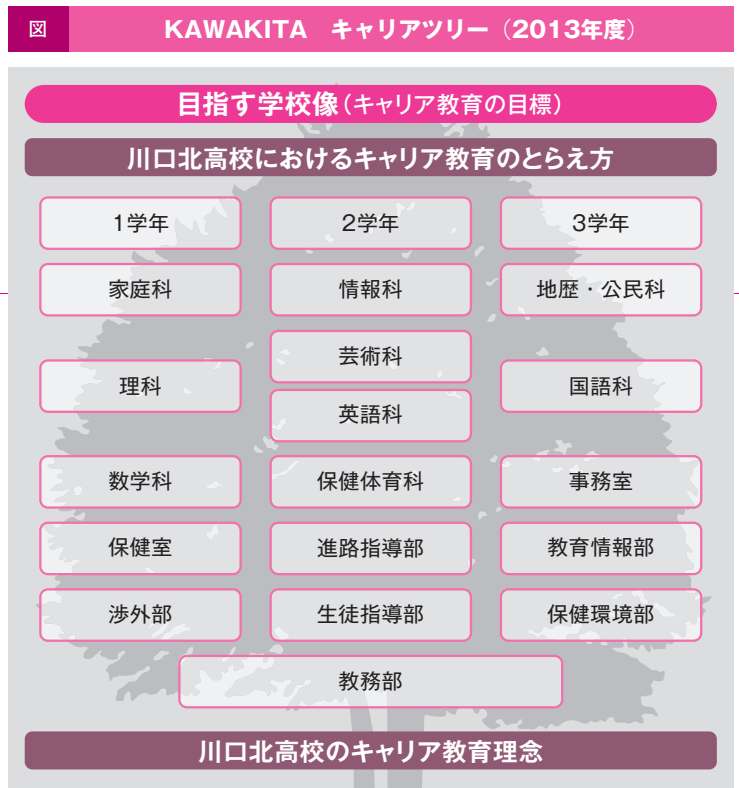 図 KAWAKITA キャリアツリー（2013年度）
目指す学校像（キャリア教育の目標）
川口北高校におけるキャリア教育のとらえ方
1学年 2学年 3学年
家庭科 情報科 地歴・公民科
芸術科
理科 国語科
英語科
数学科 保健体育科 事務室
保健室 進路指導部 教育情報部
渉外部 生徒指導部 保健環境部
教務部
川口北高校のキャリア教育理念